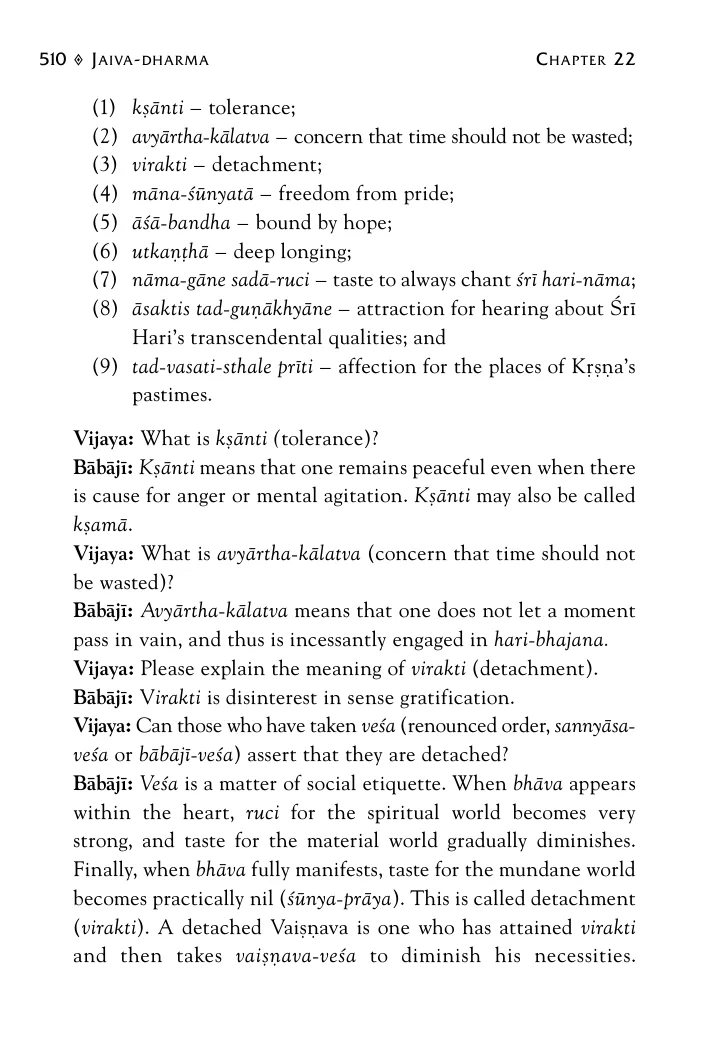 510 ◈ Jaiva-dharma Chapter 22
(1) kṣānti – tolerance;
(2) avyārtha-kālatva – concern that time should not be wasted;
(3) virakti – detachment;
(4) māna-śūnyatā – freedom from pride;
(5) āśā-bandha – bound by hope;
(6) utkaṇṭhā – deep longing;
(7) nāma-gāne sadā-ruci – taste to always chant śrī hari-nāma;
(8) āsaktis tad-guṇākhyāne – attraction for hearing about Śrī
Hari's transcendental qualities; and
(9) tad-vasati-sthale prīti – affection for the places of Kṛṣṇa's
pastimes.
Vijaya: What is kṣānti (tolerance)?
Bābājī: Kṣānti means that one remains peaceful even when there
is cause for anger or mental agitation. Kṣānti may also be called
kṣamā.
Vijaya: What is avyārtha-kālatva (concern that time should not
be wasted)?
Bābājī: Avyārtha-kālatva means that one does not let a moment
pass in vain, and thus is incessantly engaged in hari-bhajana.
Vijaya: Please explain the meaning of virakti (detachment).
Bābājī: Virakti is disinterest in sense gratification.
Vijaya: Can those who have taken veśa (renounced order, sannyāsa-
veśa or bābājī-veśa) assert that they are detached?
Bābājī: Veśa is a matter of social etiquette. When bhāva appears
within the heart, ruci for the spiritual world becomes very
strong, and taste for the material world gradually diminishes.
Finally, when bhāva fully manifests, taste for the mundane world
becomes practically nil (śūnya-prāya). This is called detachment
(virakti). A detached Vaiṣṇava is one who has attained virakti
and then takes vaiṣṇava-veśa to diminish his necessities.